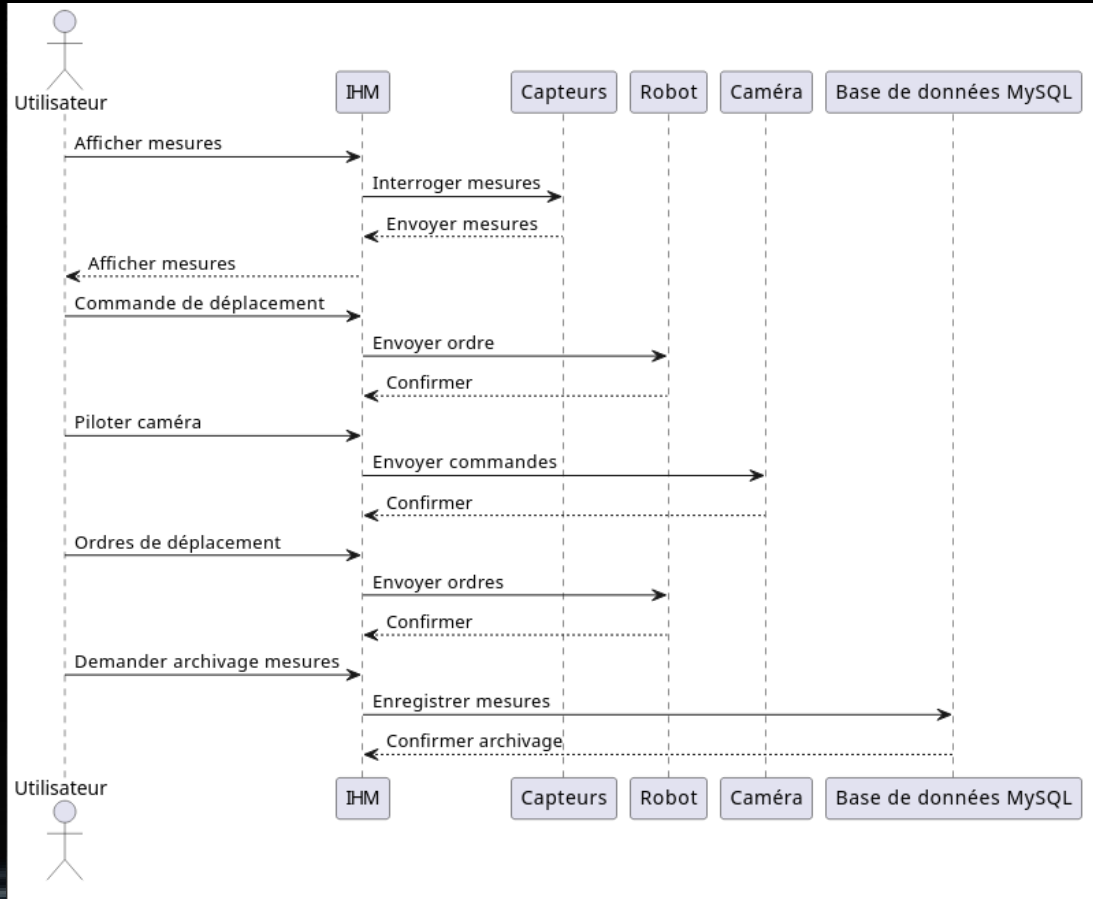 Utilisateur
IHM
Capteurs
Robot
Caméra
Base de données MySQL
Afficher mesures
Interroger mesures
Envoyer mesures
Afficher mesures
Commande de déplacement
Envoyer ordre
Confirmer
Piloter caméra
Envoyer commandes
Confirmer
Ordres de déplacement
Envoyer ordres
Confirmer
Demander archivage mesures
Enregistrer mesures
Confirmer archivage
Utilisateur
IHM
Capteurs
Robot
Caméra
Base de données MySQL